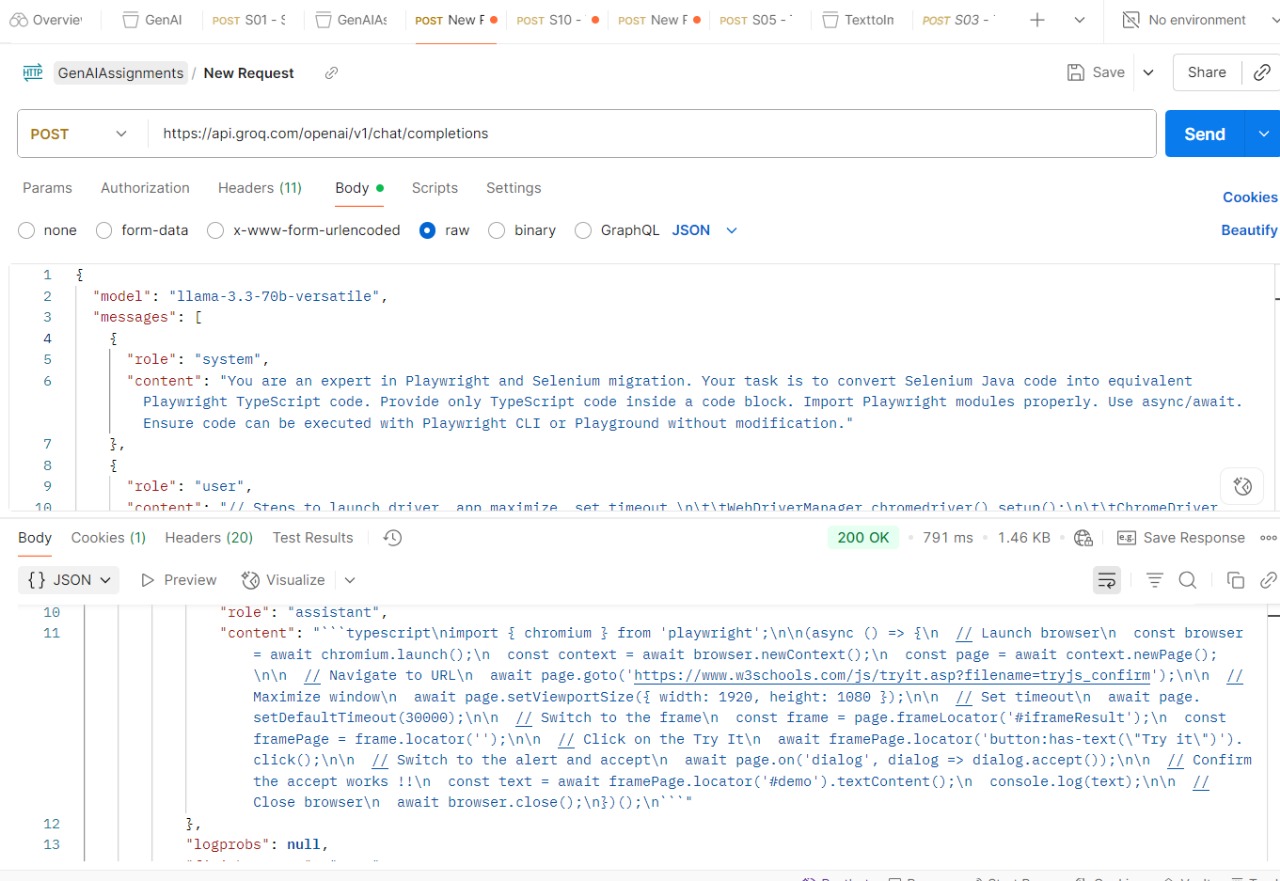 Overvie GenAI POST S01 - S GenAIAs POST New F POST S10 - POST New F POST S05 - TexttoIn POST S03 - No environment
HTTP GenAIAssignments / New Request Save Share
POST https://api.groq.com/openai/v1/chat/completions Send
Params Authorization Headers (11) Body Scripts Settings
Cookies
none form-data x-www-form-urlencoded raw binary GraphQL JSON Beautify
1 {
2 "model": "llama-3.3-70b-versatile",
3 "messages": [
4 {
5 "role": "system",
6 "content": "You are an expert in Playwright and Selenium migration. Your task is to convert Selenium Java code into equivalent
Playwright TypeScript code. Provide only TypeScript code inside a code block. Import Playwright modules properly. Use async/await.
Ensure code can be executed with Playwright CLI or Playground without modification."
7 },
8 {
9 "role": "user",
10 "content": "// Steps to launch driver, app maximize, set timeout \n\t\tWebDriverManager.chromedriver().setup();\n\t\tChromeDriver
Body Cookies (1) Headers (20) Test Results 200 OK • 791 ms • 1.46 KB • e.g. Save Response
{} JSON Preview Visualize
10 "role": "assistant",
11 "content": "```typescript\nimport { chromium } from 'playwright';\n\n(async () => {\n  // Launch browser\n  const browser
= await chromium.launch();\n  const context = await browser.newContext();\n  const page = await context.newPage();
\n\n  // Navigate to URL\n  await page.goto('https://www.w3schools.com/js/tryit.asp?filename=tryjs_confirm');\n\n  //
Maximize window\n  await page.setViewportSize({ width: 1920, height: 1080 });\n\n  // Set timeout\n  await page.
setDefaultTimeout(30000);\n\n  // Switch to the frame\n  const frame = page.frameLocator('#iframeResult');\n  const
framePage = frame.locator('');\n\n  // Click on the Try It\n  await framePage.locator('button:has-text(\"Try it\")').
click();\n\n  // Switch to the alert and accept\n  await page.on('dialog', dialog => dialog.accept());\n\n  // Confirm
the accept works !!\n  const text = await framePage.locator('#demo').textContent();\n  console.log(text);\n\n  //
Close browser\n  await browser.close();\n})();\n```"
12 },
13 "logprobs": null,